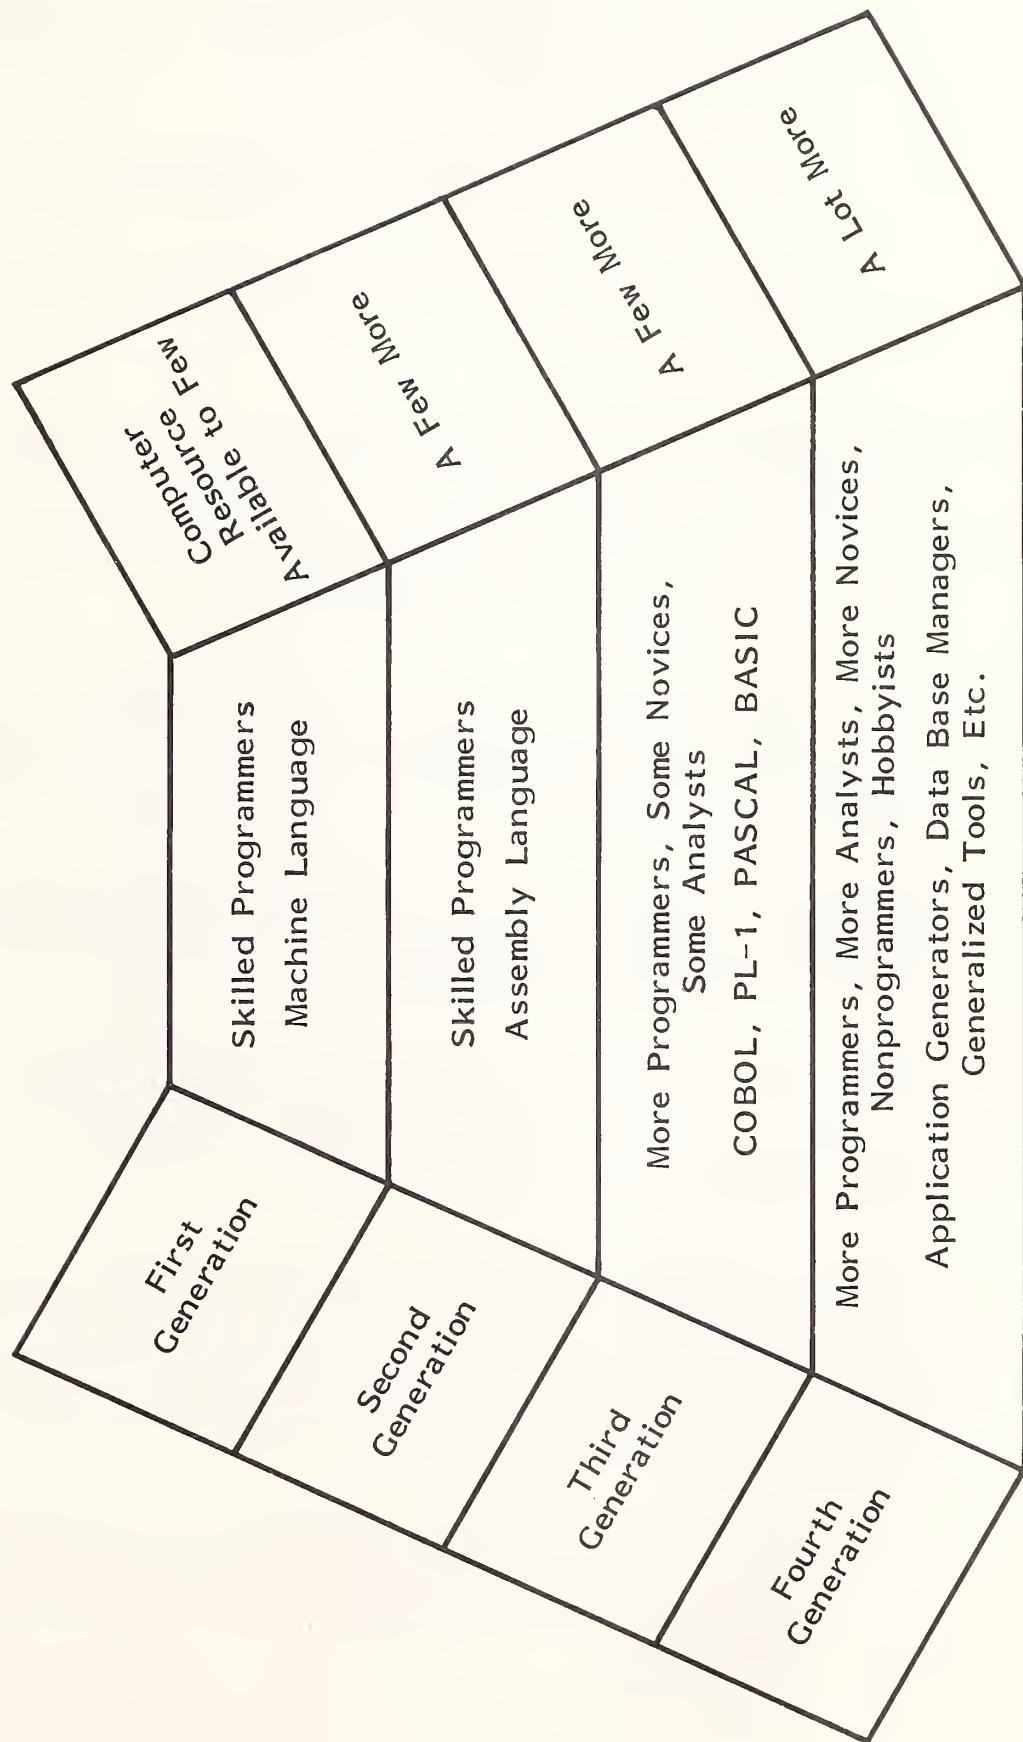 First
Generation
Skilled Programmers
Machine Language
Computer
Resource
Available to Few
Second
Generation
Skilled Programmers
Assembly Language
A Few More
Third
Generation
More Programmers, Some Novices,
Some Analysts
COBOL, PL-1, PASCAL, BASIC
A Few More
Fourth
Generation
More Programmers, More Analysts, More Novices,
Nonprogrammers, Hobbyists
Application Generators, Data Base Managers,
Generalized Tools, Etc.
A Lot More